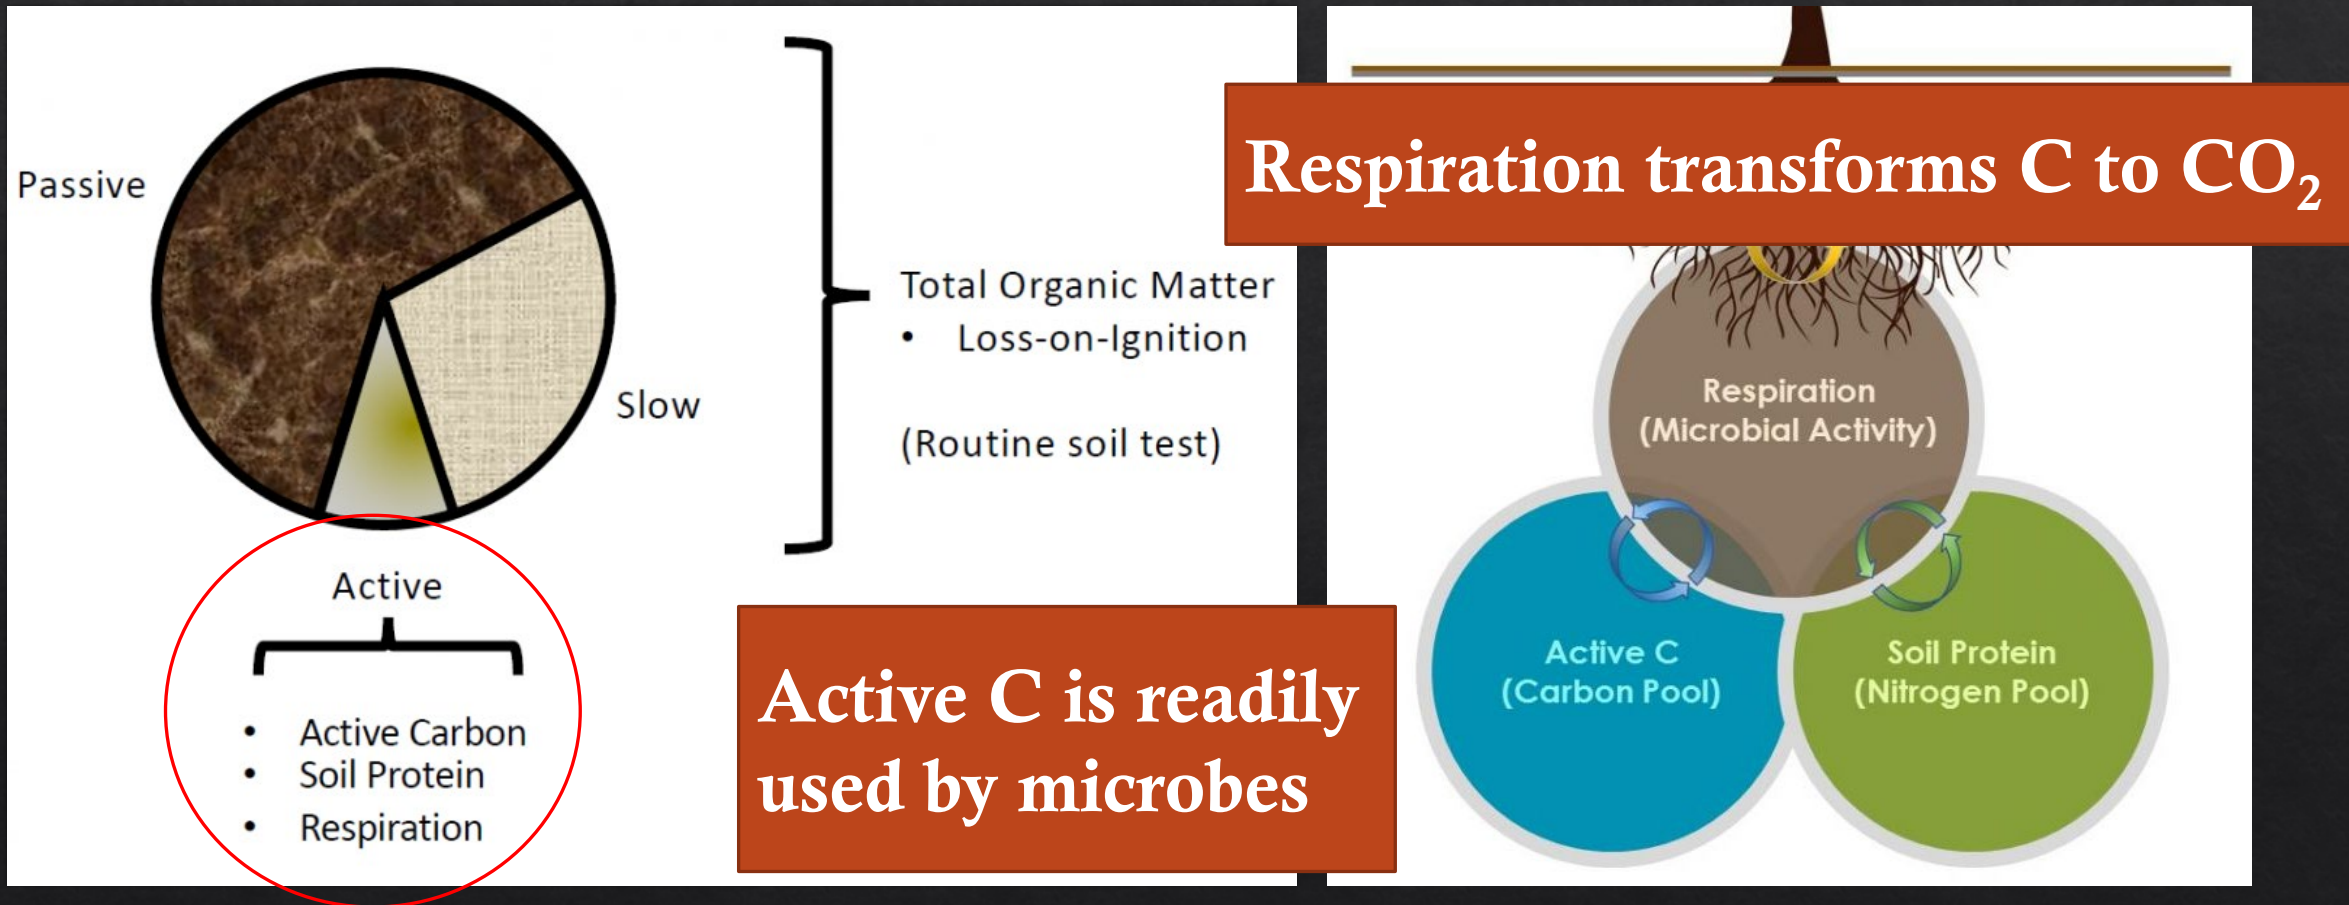 Passive
Slow
Active
• Active Carbon
• Soil Protein
• Respiration
Total Organic Matter
• Loss-on-Ignition
(Routine soil test)
Active C is readily
used by microbes
Respiration transforms C to CO₂
Respiration
(Microbial Activity)
Active C
(Carbon Pool)
Soil Protein
(Nitrogen Pool)